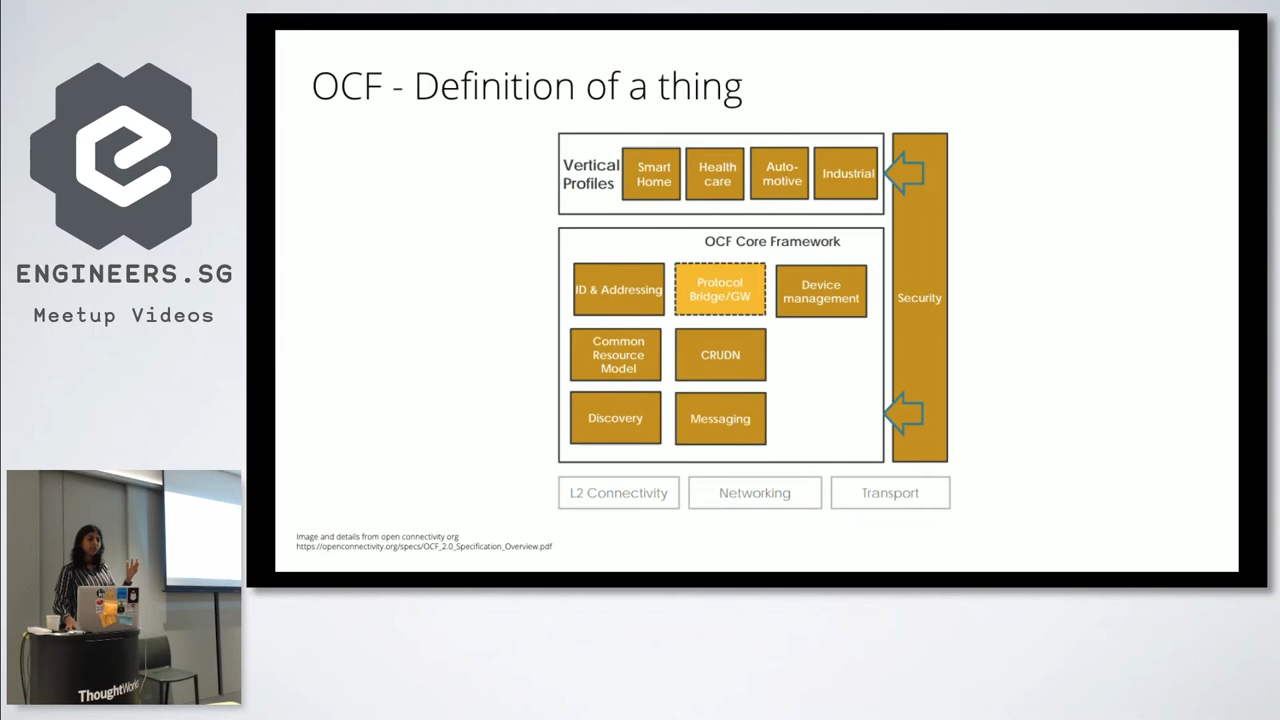 ENGINEERS.SG
Meetup Videos
OCF - Definition of a thing
Vertical
Profiles
Smart
Home
Health
care
Auto-
motive
Industrial
OCF Core Framework
ID & Addressing
Protocol
Bridge/GW
Device
management
Common
Resource
Model
CRUDN
Discovery
Messaging
Security
L2 Connectivity
Networking
Transport
Image and details from open connectivity org
https://openconnectivity.org/specs/OCF_2.0_Specification_Overview.pdf
ThoughtWorks